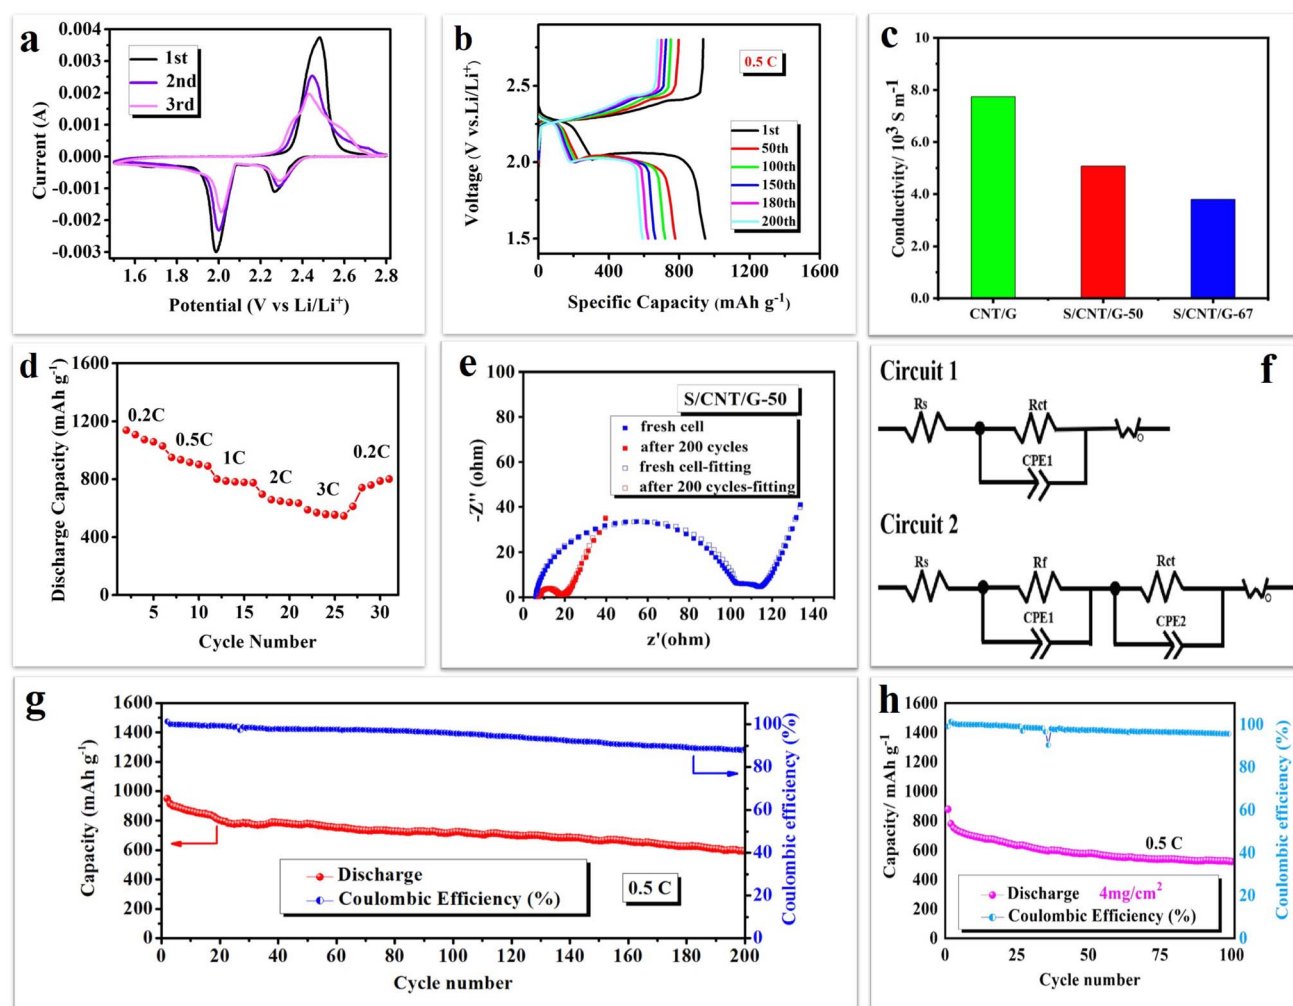 a
1st
2nd
3rd
0.004
0.003
0.002
0.001
0.000
-0.001
-0.002
-0.003
Current (A)
1.6 2.0 2.4 2.8
Potential (V vs Li/Li+)
b
0.5 C
2.5
2.0
1.5
Voltage (V vs.Li/Li+)
1st
50th
100th
150th
180th
200th
0 400 800 1200 1600
Specific Capacity (mAh g-1)
c
Conductivity/ 10³ S m-1
8.0
6.0
4.0
2.0
0.0
CNT/G S/CNT/G-50 S/CNT/G-67
d
Discharge Capacity (mAh g-1)
1600
1200
800
400
0
0.2C
0.5C
1C
2C
3C
0.2C
5 10 15 20 25 30
Cycle Number
e
-Z'' (ohm)
100
80
60
40
20
0
S/CNT/G-50
fresh cell
after 200 cycles
fresh cell-fitting
after 200 cycles-fitting
0 20 40 60 80 100 120 140
z'(ohm)
f
Circuit 1
Rs Rct
CPE1
o
Circuit 2
Rs Rf Rct
CPE1 CPE2
o
g
Capacity (mAh g-1)
1600
1400
1200
1000
800
600
400
200
0
Discharge
Coulombic Efficiency (%)
0.5 C
100
80
60
40
20
0
Coulombic efficiency (%)
0 20 40 60 80 100 120 140 160 180 200
Cycle number
h
Capacity/ mAh g-1
1600
1400
1200
1000
800
600
400
200
0
0.5 C
Discharge 4mg/cm²
Coulombic Efficiency (%)
100
80
60
40
20
0
Coulombic efficiency (%)
0 25 50 75 100
Cycle number